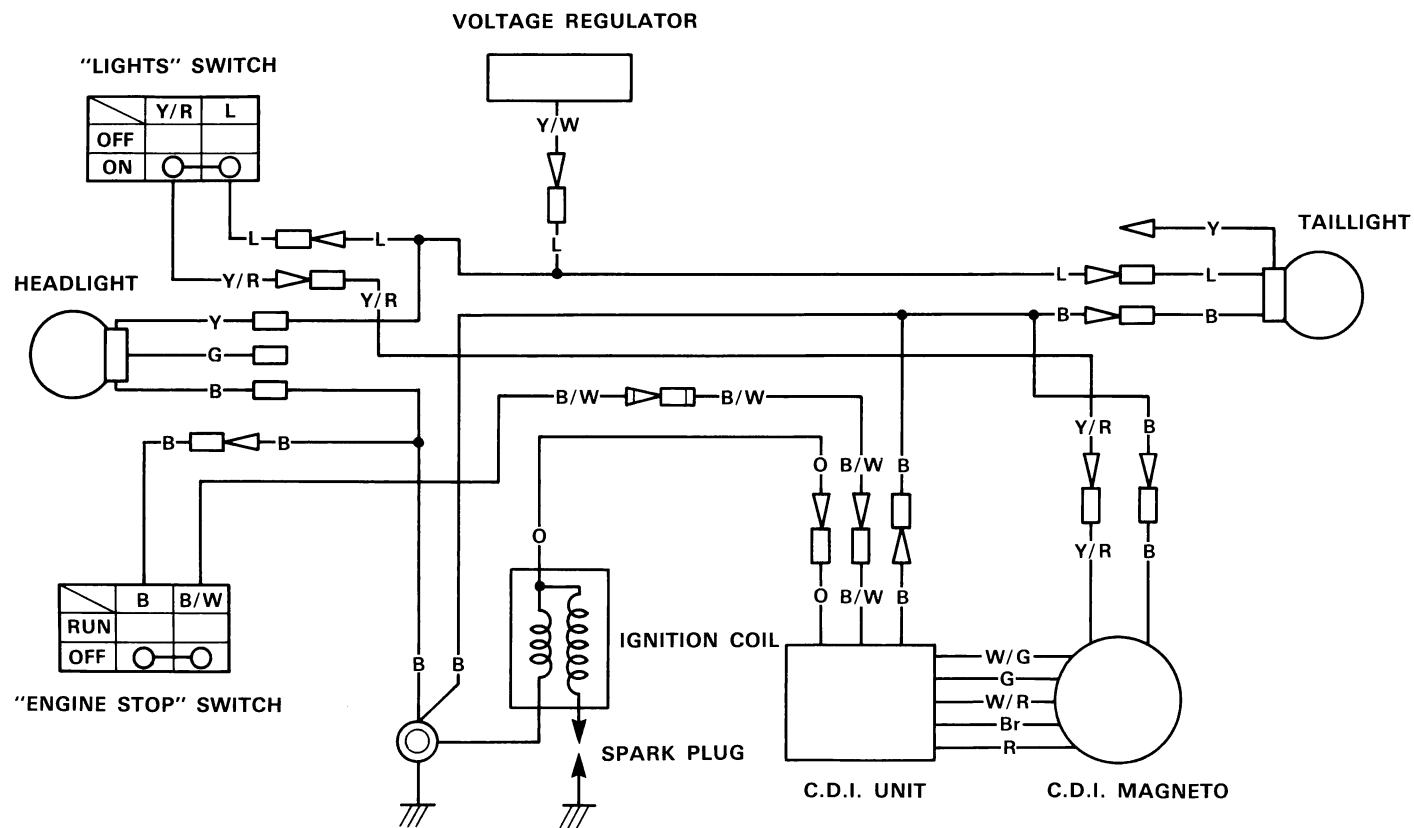 VOLTAGE REGULATOR
"LIGHTS" SWITCH
Y/R L
OFF
ON
Y/W
L
L L
Y/R
Y/R
HEADLIGHT
Y
G
B
B B
B/W B/W
L L
B B
Y
TAILLIGHT
O B/W B
Y/R B
O
Y/R B
O B/W B
B B/W
RUN
OFF
"ENGINE STOP" SWITCH
B B
IGNITION COIL
SPARK PLUG
W/G
G
W/R
Br
R
C.D.I. UNIT
C.D.I. MAGNETO